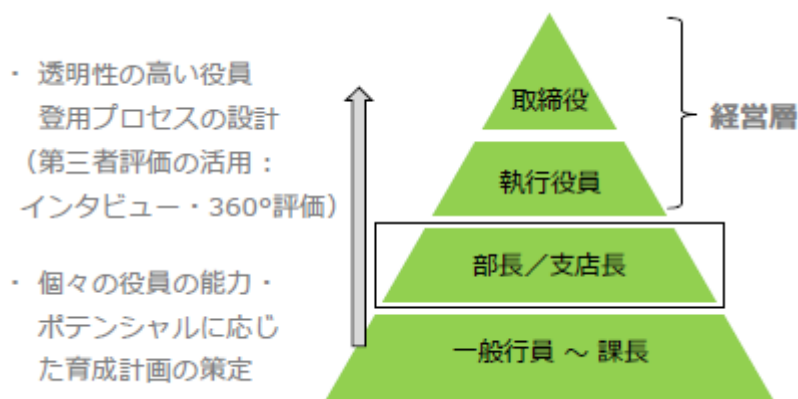 ・ 透明性の高い役員
登用プロセスの設計
（第三者評価の活用：
インタビュー・360°評価）
・ 個々の役員の能力・
ポテンシャルに応じ
た育成計画の策定
取締役
執行役員
部長／支店長
一般行員 ～ 課長
経営層